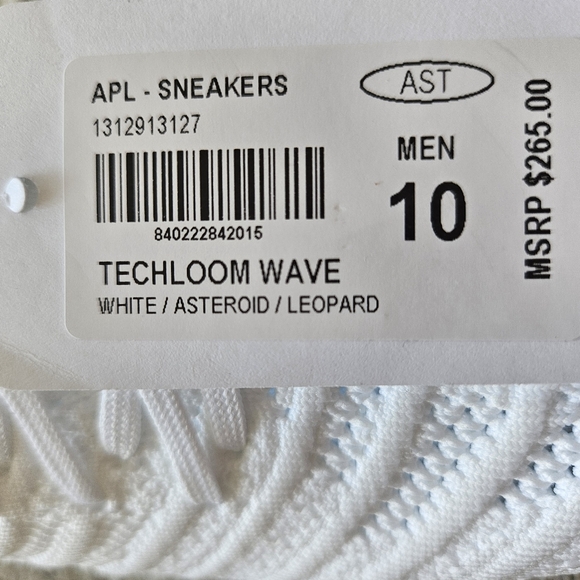 APL - SNEAKERS
1312913127
840222842015
TECHLOOM WAVE
WHITE / ASTEROID / LEOPARD
AST
MEN
10
MSRP $265.00